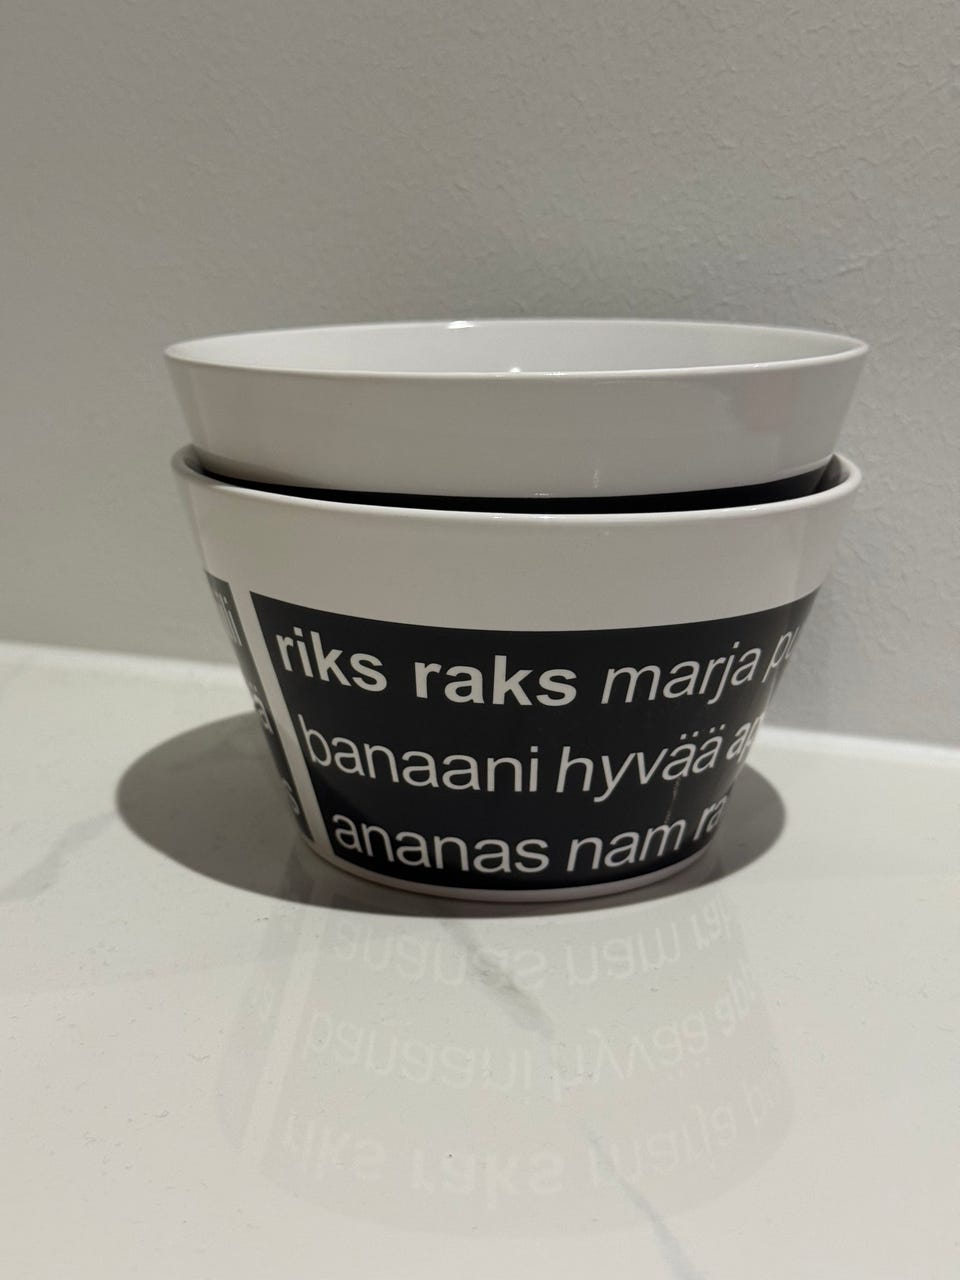 riks raks marja
banaani hyvää
ananas nam